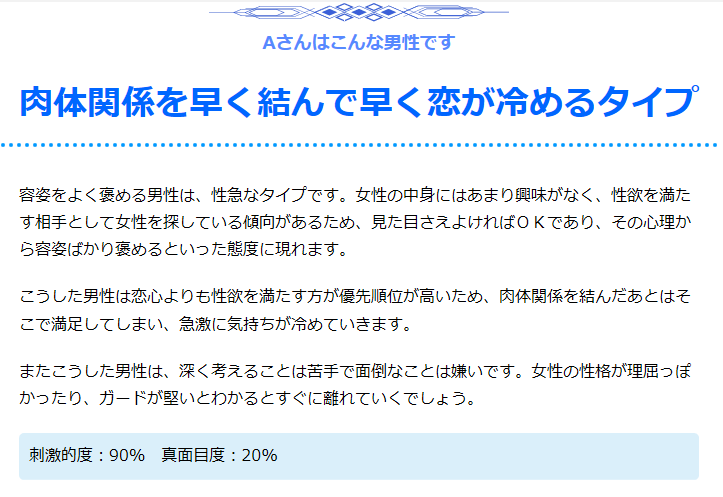 Aさんはこんな男性です
肉体関係を早く結んで早く恋が冷めるタイプ
容姿をよく褒める男性は、性急なタイプです。女性の中身にはあまり興味がなく、性欲を満た
す相手として女性を探している傾向があるため、見た目さえよければＯＫであり、その心理か
ら容姿ばかり褒めるといった態度に現れます。
こうした男性は恋心よりも性欲を満たす方が優先順位が高いため、肉体関係を結んだあとはそ
こで満足してしまい、急激に気持ちが冷めていきます。
またこうした男性は、深く考えることは苦手で面倒なことは嫌いです。女性の性格が理屈っぽ
かったり、ガードが堅いとわかるとすぐに離れていくでしょう。
刺激的度：90%　真面目度：20%